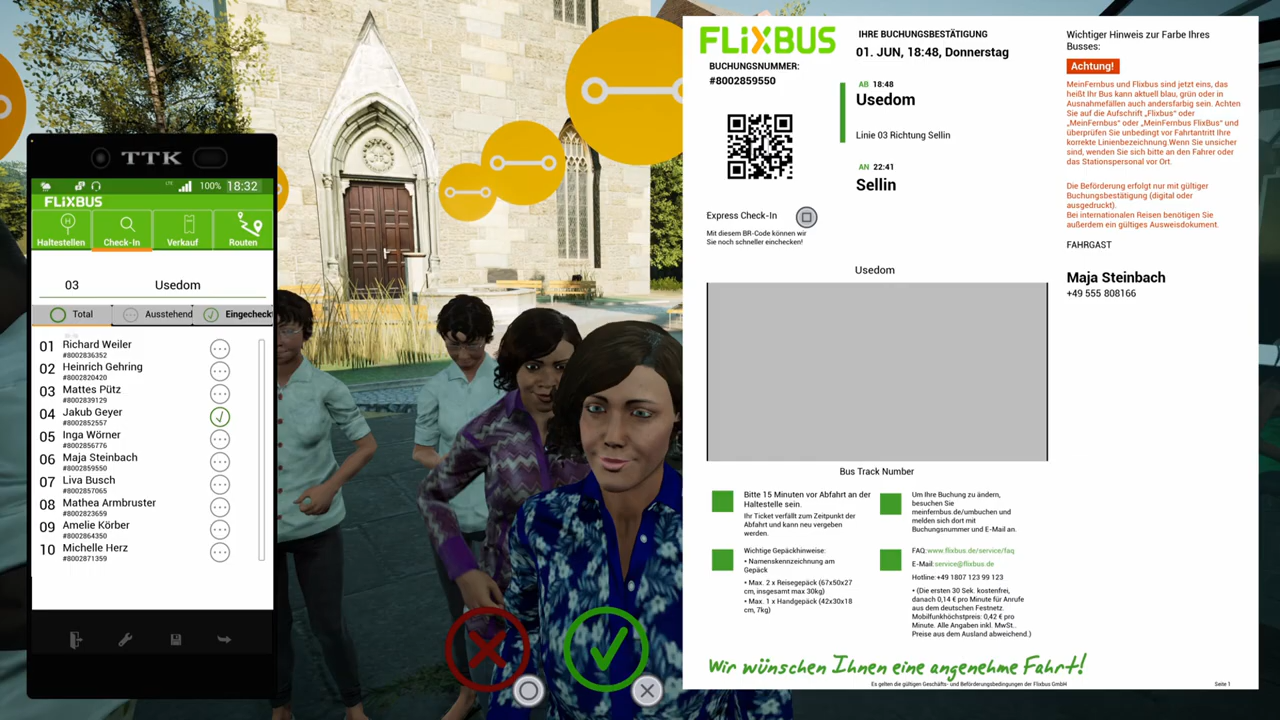 TTK
LTE 100% 18:32
FLiXBUS
Haltestellen
Check-In
Verkauf
Routen
03 Usedom
Total
Ausstehend
Eingecheckt
01 Richard Weiler
#8002836352
02 Heinrich Gehring
#8002820420
03 Mattes Pütz
#8002839129
04 Jakub Geyer
#8002852557
05 Inga Wörner
#8002856776
06 Maja Steinbach
#8002859550
07 Liva Busch
#8002857065
08 Mathea Armbruster
#8002823659
09 Amelie Körber
#8002864350
10 Michelle Herz
#8002871359
FLiXBUS
BUCHUNGSNUMMER:
#8002859550
Express Check-In
Mit diesem BR-Code können wir
Sie noch schneller einchecken!
IHRE BUCHUNGSBESTÄTIGUNG
01. JUN, 18:48, Donnerstag
AB 18:48
Usedom
Linie 03 Richtung Sellin
AN 22:41
Sellin
Usedom
Bus Track Number
Bitte 15 Minuten vor Abfahrt an der
Haltestelle sein.
Ihr Ticket verfällt zum Zeitpunkt der
Abfahrt und kann neu vergeben
werden.
Wichtige Gepäckhinweise:
• Namenskennzeichnung am
Gepäck
• Max. 2 x Reisegepäck (67x50x27
cm, insgesamt max 30kg)
• Max. 1 x Handgepäck (42x30x18
cm, 7kg)
Um Ihre Buchung zu ändern,
besuchen Sie
meinfernbus.de/umbuchen und
melden sich dort mit
Buchungsnummer und E-Mail an.
FAQ:www.flixbus.de/service/faq
E-Mail:service@flixbus.de
Hotline:+49 1807 123 99 123
• (Die ersten 30 Sek. kostenfrei,
danach 0,14 € pro Minute für Anrufe
aus dem deutschen Festnetz.
Mobilfunkhöchstpreis: 0,42 € pro
Minute. Alle Angaben inkl. MwSt..
Preise aus dem Ausland abweichend.)
Wichtiger Hinweis zur Farbe Ihres
Busses:
Achtung!
MeinFernbus und Flixbus sind jetzt eins, das
heißt Ihr Bus kann aktuell blau, grün oder in
Ausnahmefällen auch andersfarbig sein. Achten
Sie auf die Aufschrift „Flixbus“ oder
„MeinFernbus“ oder „MeinFernbus FlixBus“ und
überprüfen Sie unbedingt vor Fahrtantritt Ihre
korrekte Linienbezeichnung.Wenn Sie unsicher
sind, wenden Sie sich bitte an den Fahrer oder
das Stationspersonal vor Ort.
Die Beförderung erfolgt nur mit gültiger
Buchungsbestätigung (digital oder
ausgedruckt).
Bei internationalen Reisen benötigen Sie
außerdem ein gültiges Ausweisdokument.
FAHRGAST
Maja Steinbach
+49 555 808166
Wir wünschen Ihnen eine angenehme Fahrt!
Es gelten die gültigen Geschäfts- und Beförderungsbedingungen der Flixbus GmbH
Seite 1